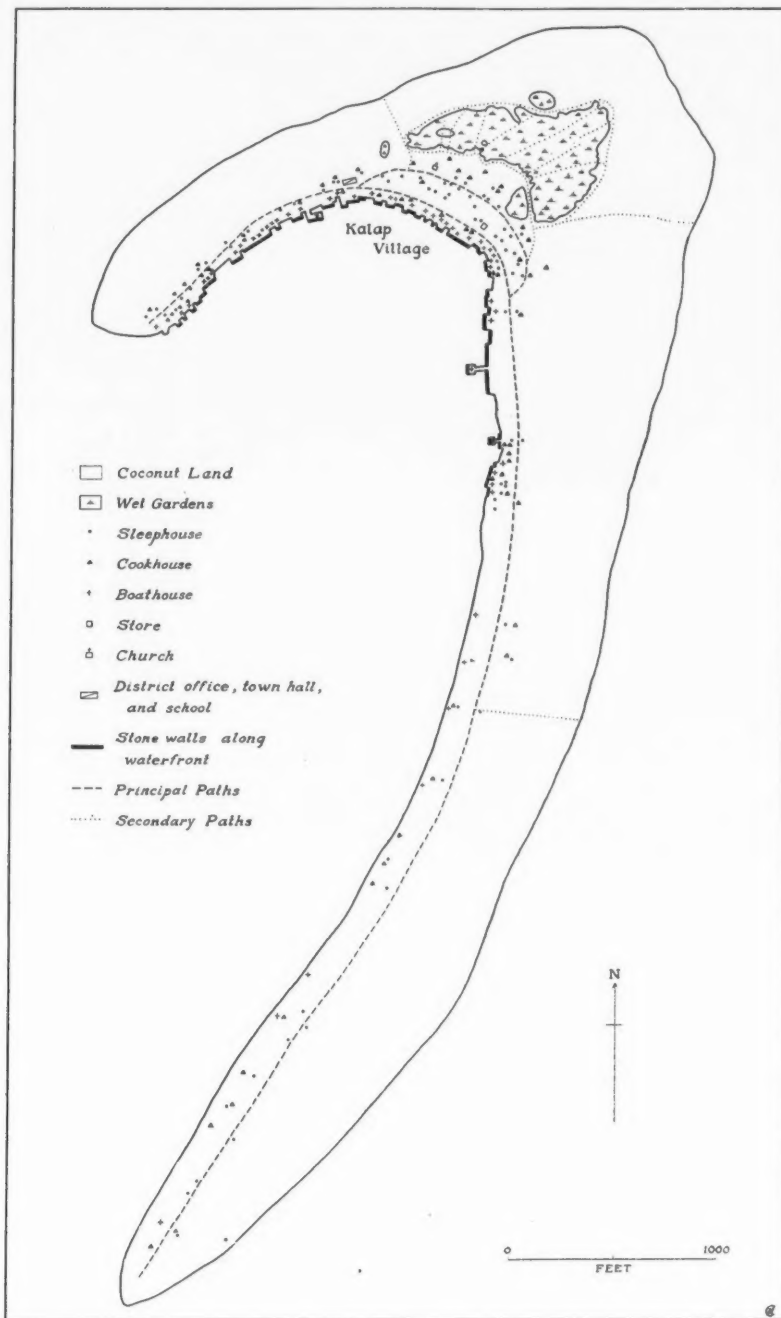 Kalap
Village
Coconut Land
Wet Gardens
Sleephouse
Cookhouse
Boathouse
Store
Church
District office, town hall,
and school
Stone walls along
waterfront
Principal Paths
Secondary Paths
N
0 1000
FEET